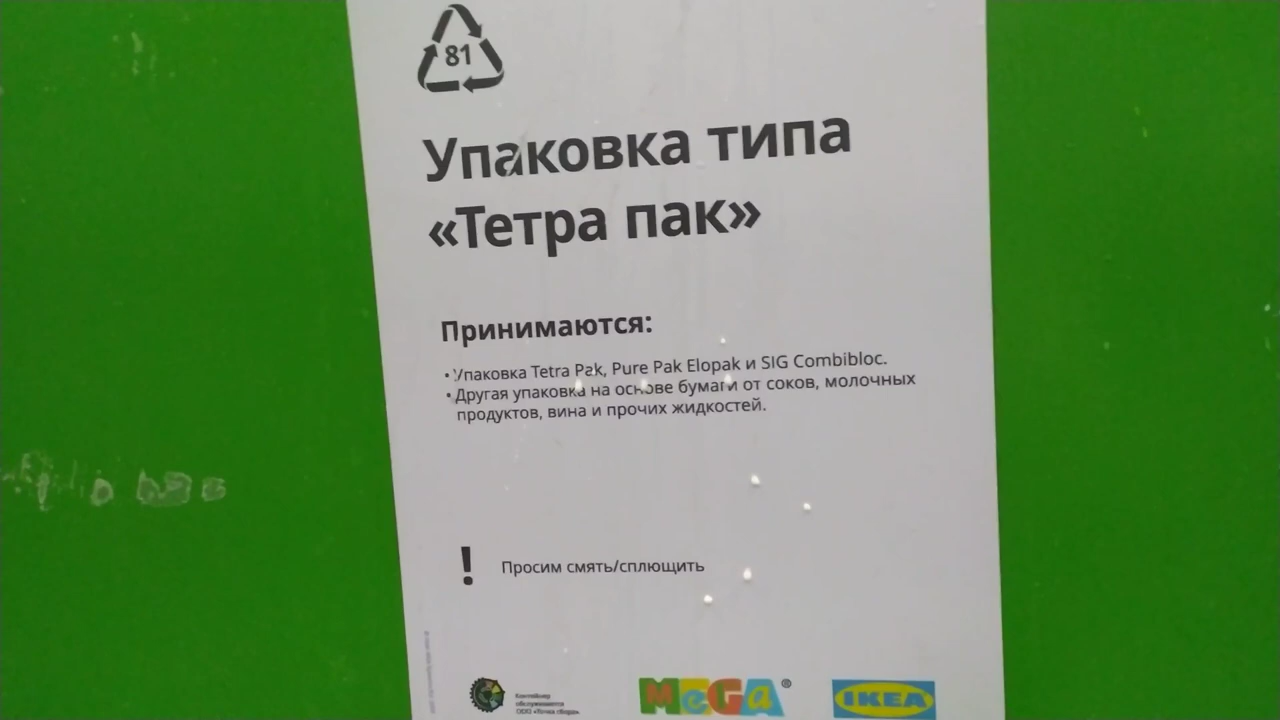 81
Упаковка типа
«Тетра пак»
Принимаются:
• Упаковка Tetra Pak, Pure Pak Elopak и SIG Combibloc.
• Другая упаковка на основе бумаги от соков, молочных
продуктов, вина и прочих жидкостей.
! Просим смять/сплющить
Контейнер
обслуживается
ООО «Точка сбора»
MEGA®
IKEA